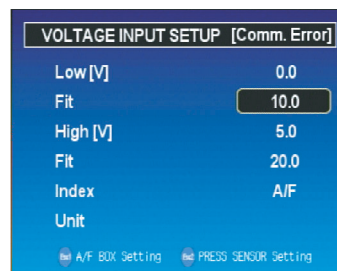 VOLTAGE INPUT SETUP [Comm. Error]
Low [V] 0.0
Fit 10.0
High [V] 5.0
Fit 20.0
Index A/F
Unit
A/F BOX Setting PRESS SENSOR Setting